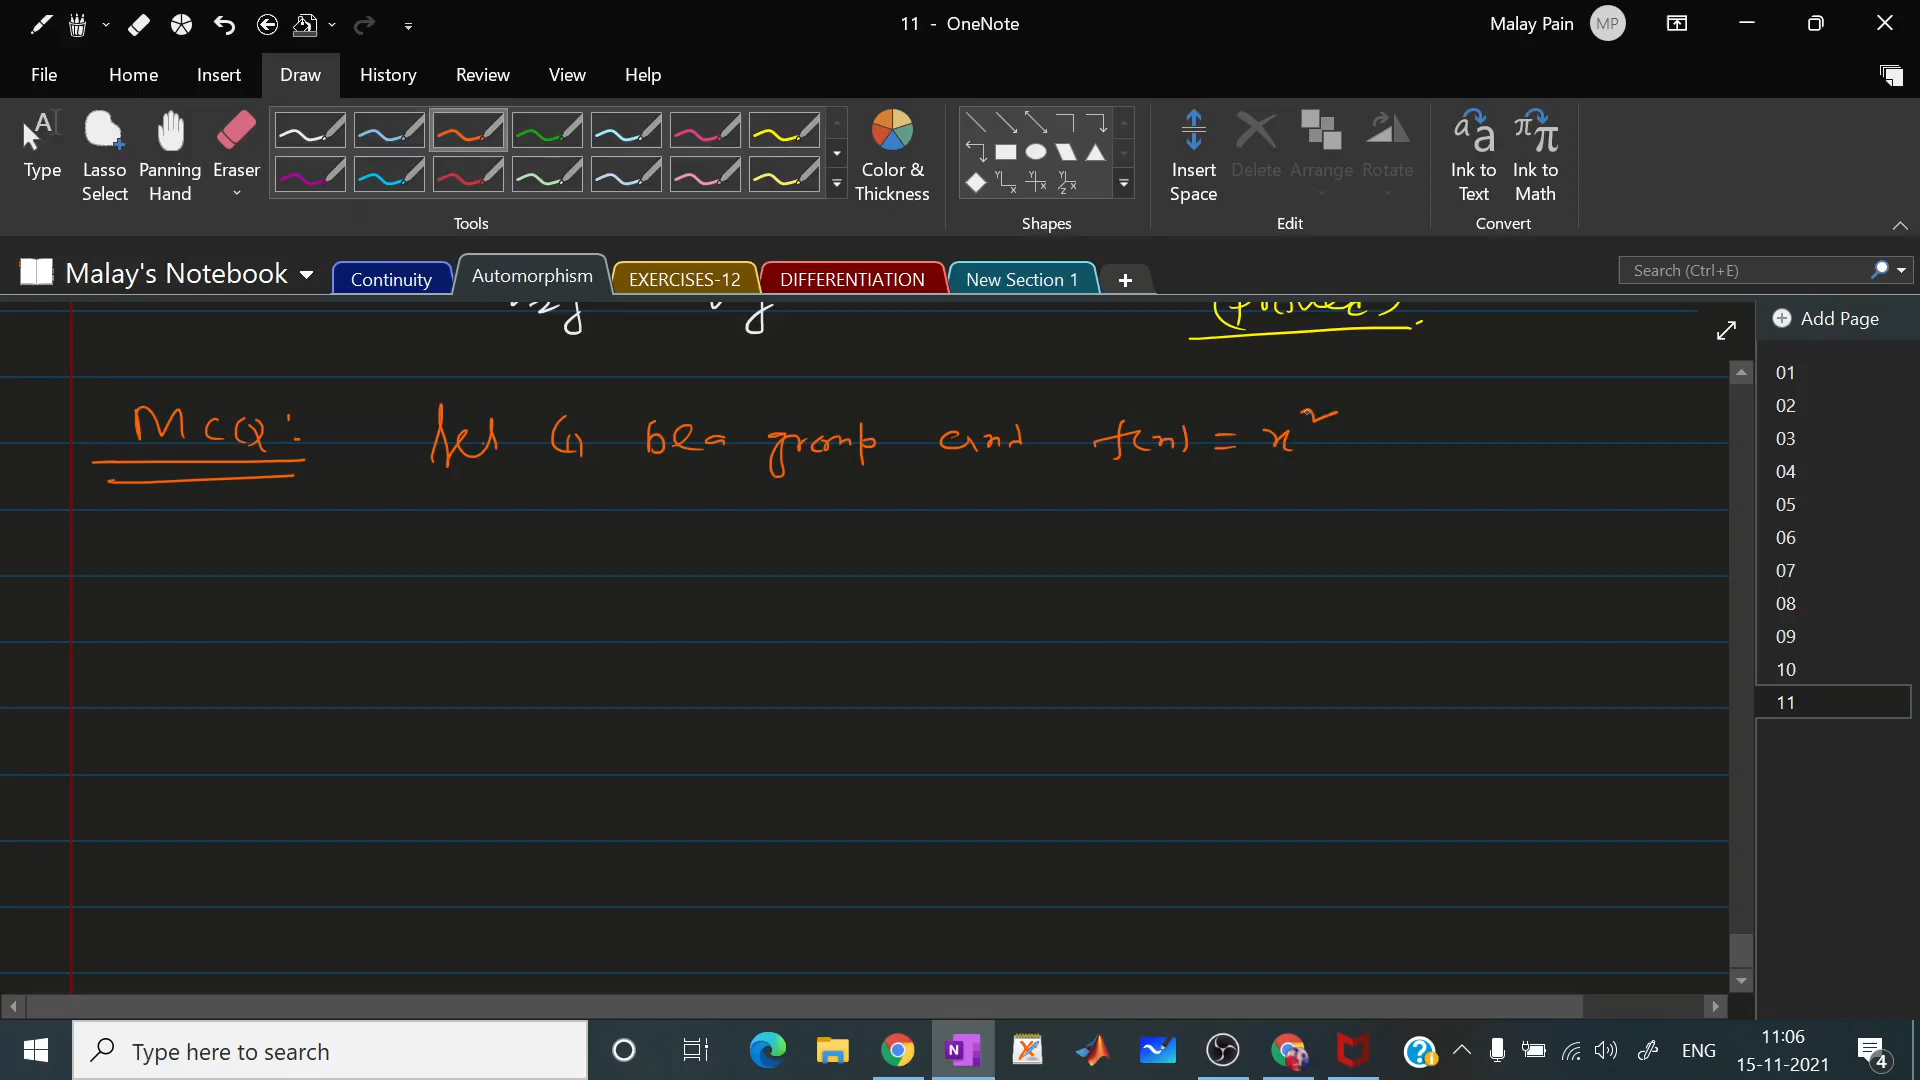 11 - OneNote
Malay Pain MP
File Home Insert Draw History Review View Help
Type
Lasso Select
Panning Hand
Eraser
Color & Thickness
Insert Space
Delete
Arrange
Rotate
Ink to Text
Ink to Math
Tools Shapes Edit Convert
Malay's Notebook Continuity Automorphism EXERCISES-12 DIFFERENTIATION New Section 1 +
Search (Ctrl+E)
Add Page
01
02
03
04
05
06
07
08
09
10
11
MCQ: Let G be a group and f(x) = x²
Type here to search
ENG
11:06
15-11-2021
4